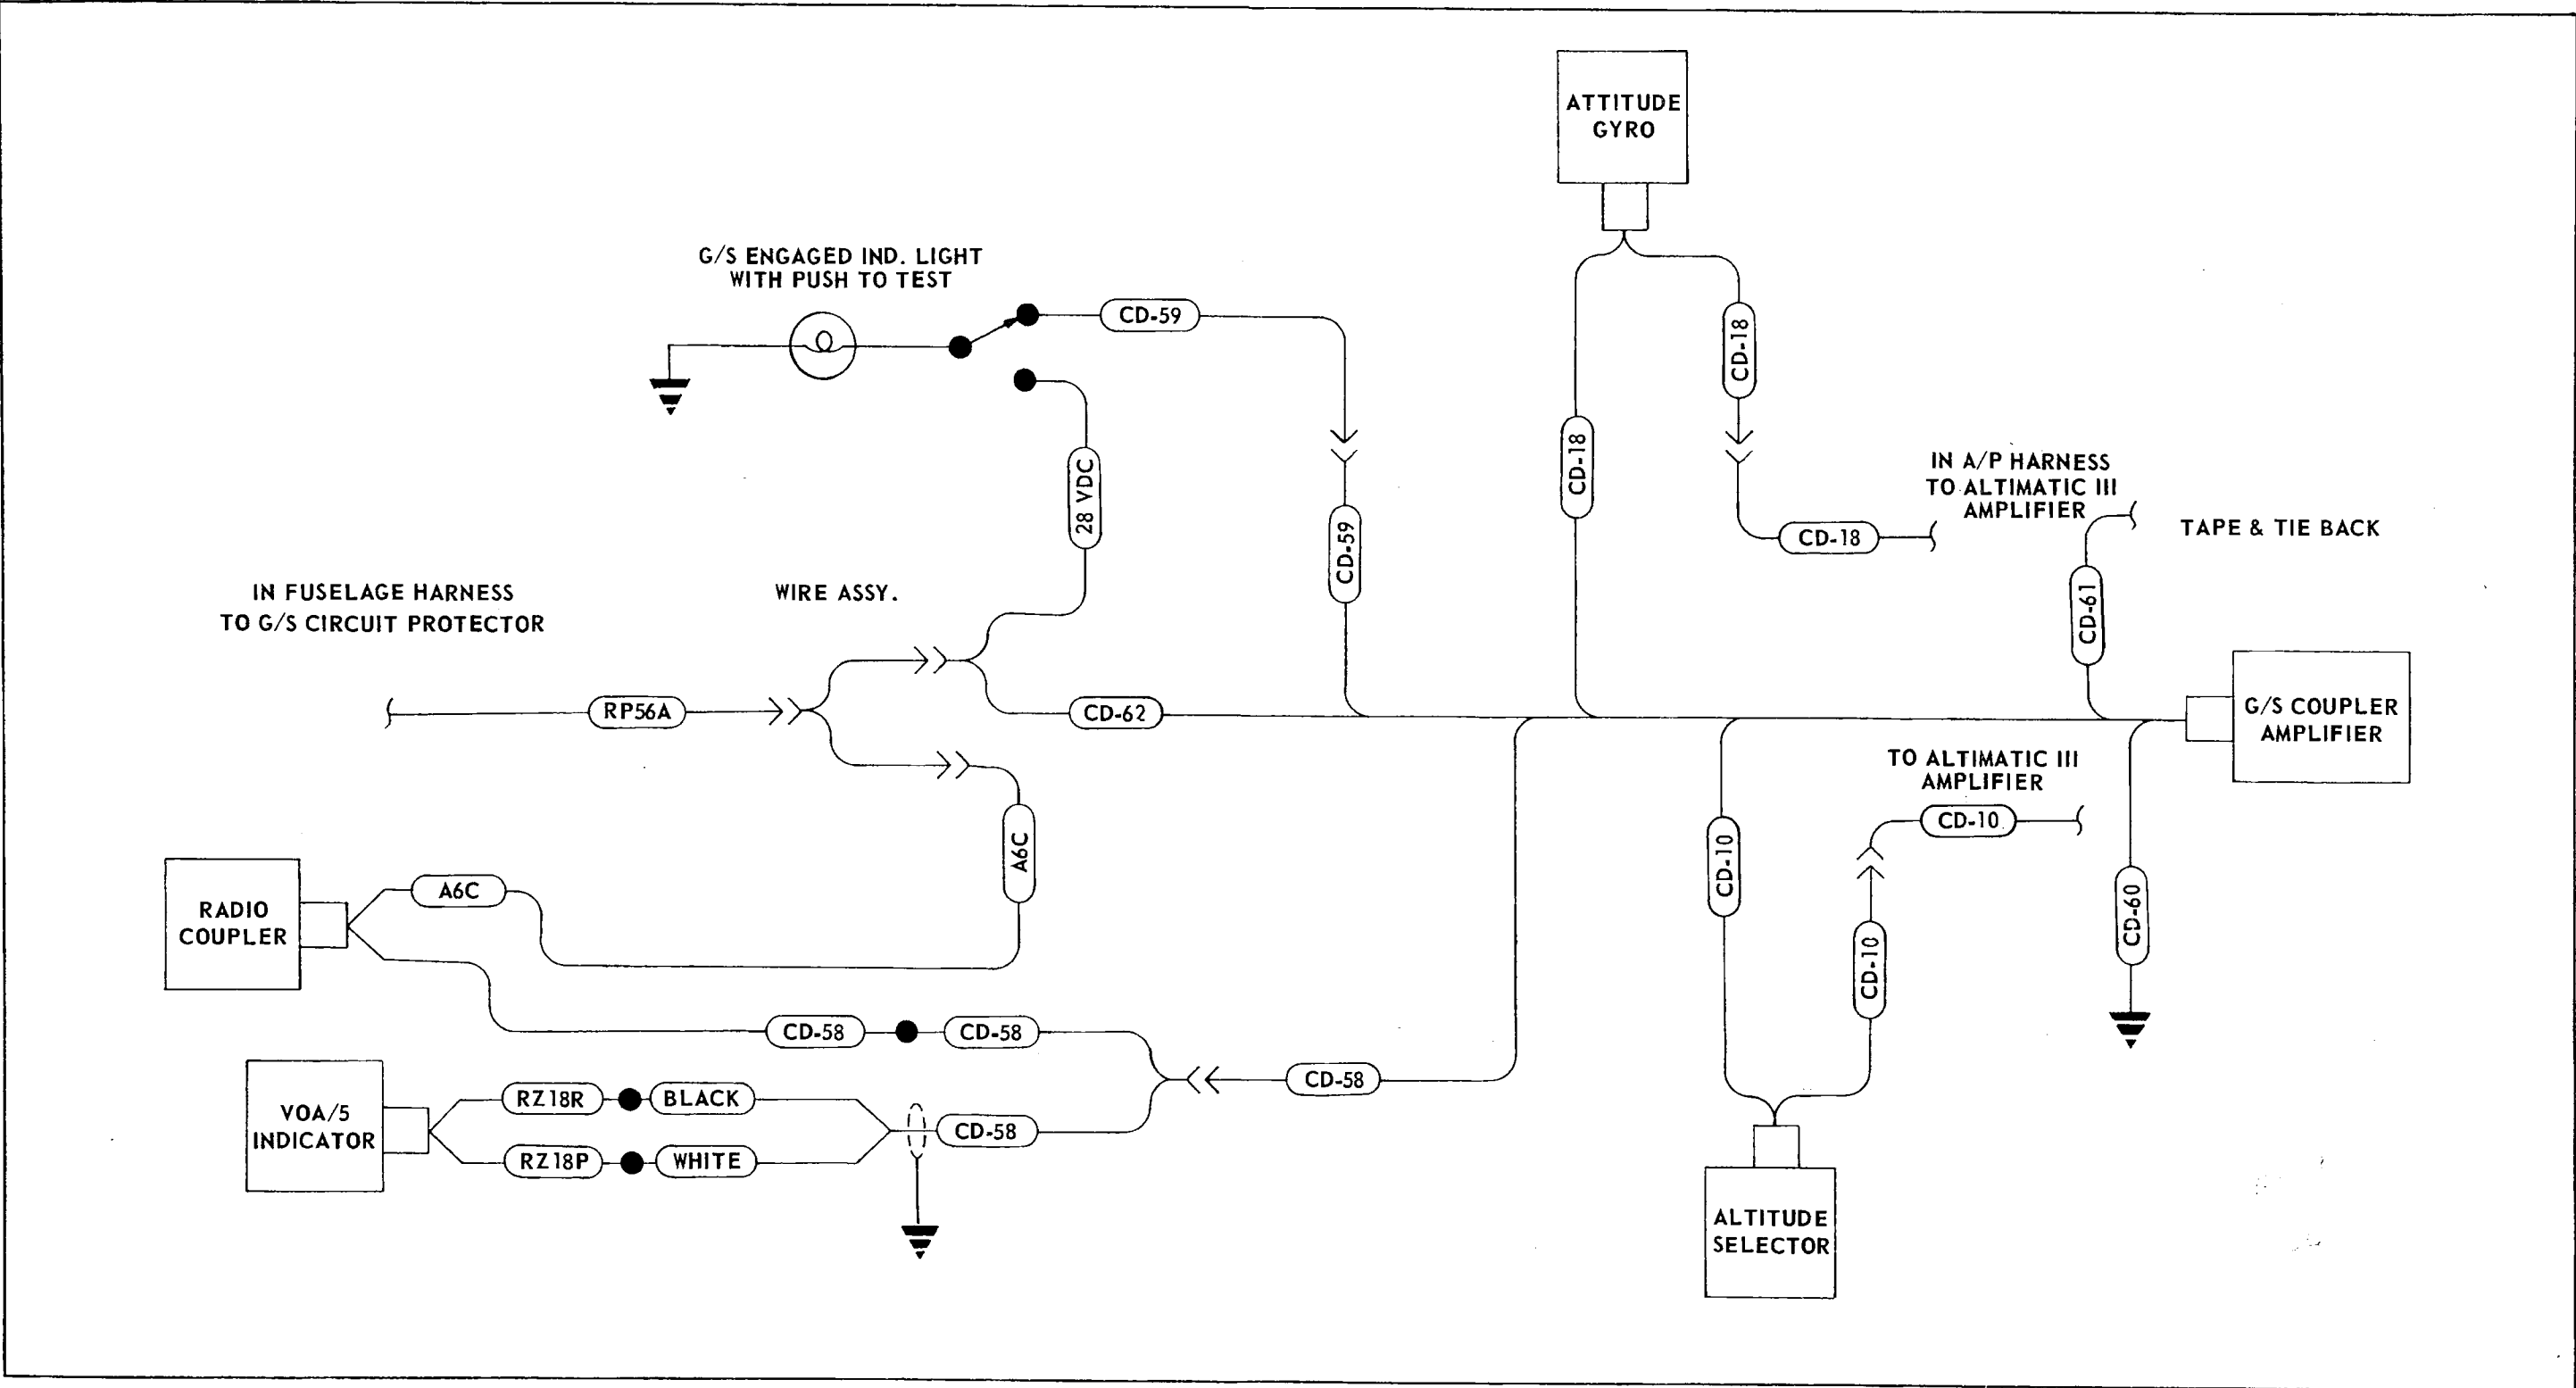 ATTITUDE
GYRO
G/S ENGAGED IND. LIGHT
WITH PUSH TO TEST
CD-59
CD-18
28 VDC
CD-18
CD-59
IN A/P HARNESS
TO ALTIMATIC III
AMPLIFIER
CD-18
TAPE & TIE BACK
CD-61
IN FUSELAGE HARNESS
TO G/S CIRCUIT PROTECTOR
WIRE ASSY.
RP56A
CD-62
G/S COUPLER
AMPLIFIER
TO ALTIMATIC III
AMPLIFIER
CD-10
A6C
CD-10
CD-10
CD-60
RADIO
COUPLER
A6C
CD-58
CD-58
CD-58
VOA/5
INDICATOR
RZ18R
BLACK
CD-58
RZ18P
WHITE
ALTITUDE
SELECTOR